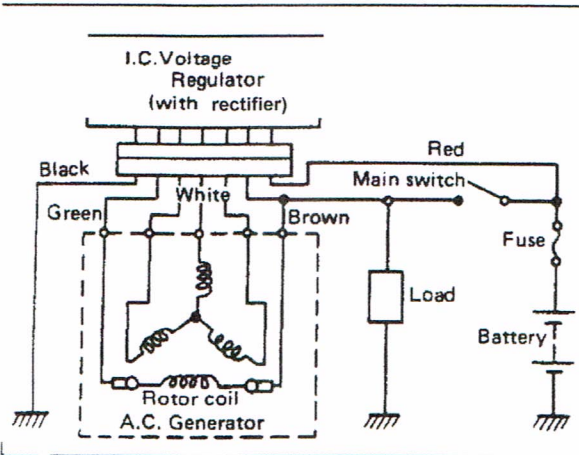 I.C. Voltage
Regulator
(with rectifier)
Red
Black
Main switch
White
Green
Brown
Fuse
Load
Battery
Rotor coil
A.C. Generator